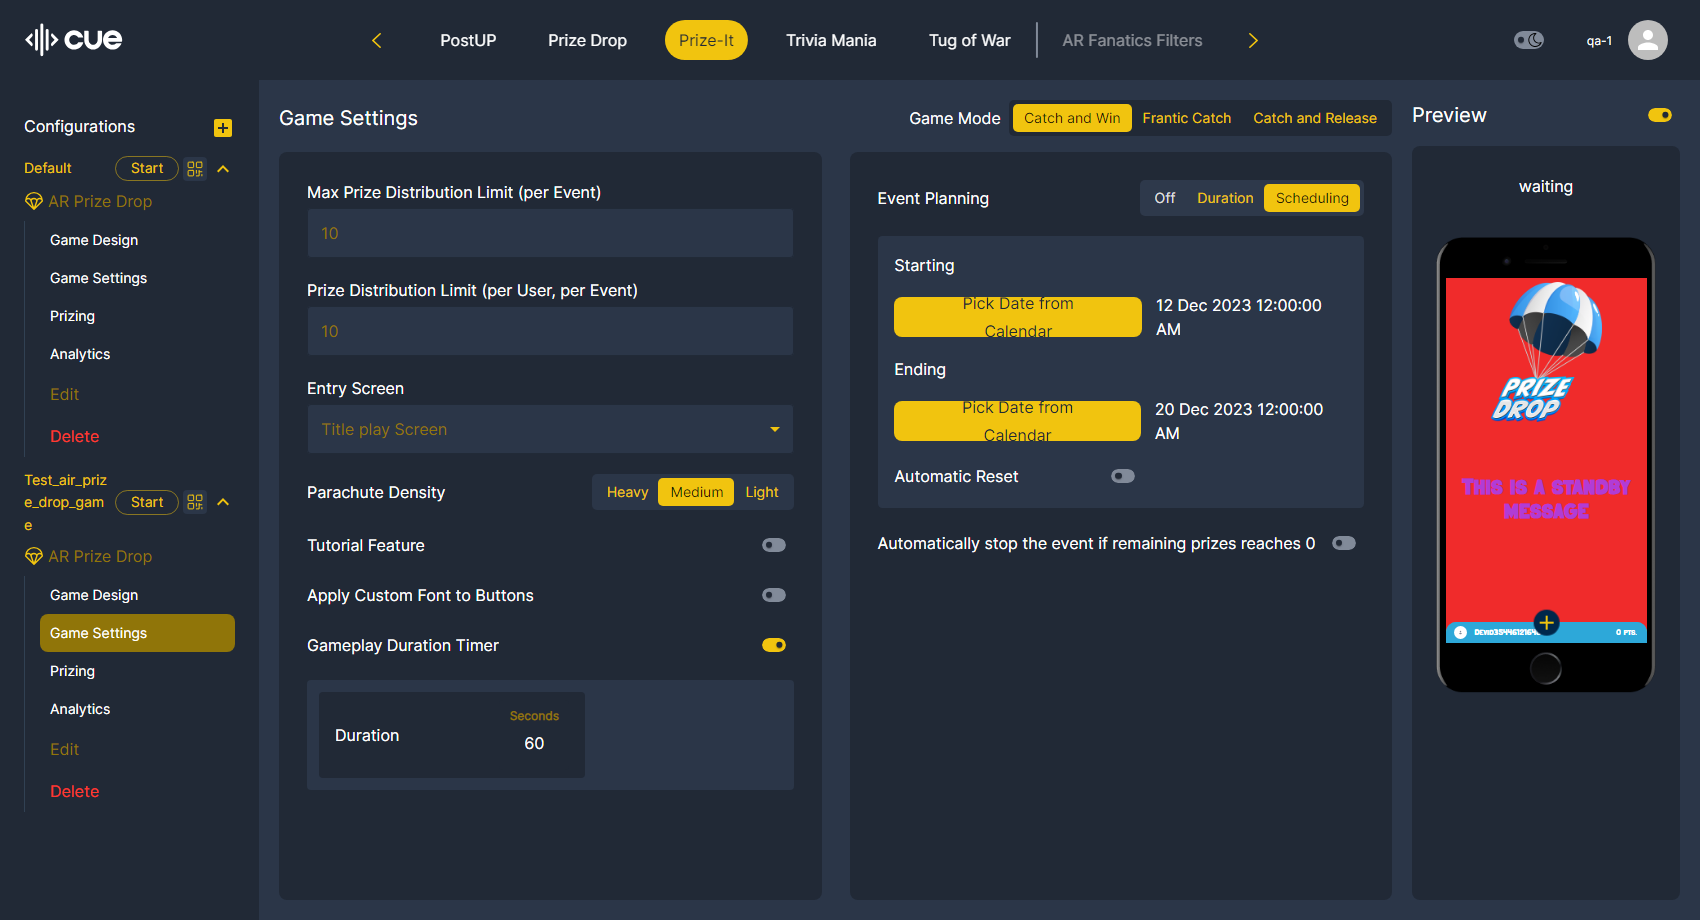 cue
PostUP
Prize Drop
Prize-It
Trivia Mania
Tug of War
AR Fanatics Filters
qa-1
Configurations
Default
Start
AR Prize Drop
Game Design
Game Settings
Prizing
Analytics
Edit
Delete
Test_air_priz
e_drop_gam
e
Start
AR Prize Drop
Game Design
Game Settings
Prizing
Analytics
Edit
Delete
Game Settings
Game Mode
Catch and Win
Frantic Catch
Catch and Release
Max Prize Distribution Limit (per Event)
10
Prize Distribution Limit (per User, per Event)
10
Entry Screen
Title play Screen
Parachute Density
Heavy
Medium
Light
Tutorial Feature
Apply Custom Font to Buttons
Gameplay Duration Timer
Duration
Seconds
60
Event Planning
Off
Duration
Scheduling
Starting
Pick Date from
Calendar
12 Dec 2023 12:00:00
AM
Ending
Pick Date from
Calendar
20 Dec 2023 12:00:00
AM
Automatic Reset
Automatically stop the event if remaining prizes reaches 0
Preview
waiting
PRIZE
DROP
THIS IS A STANDBY
MESSAGE
0 PTS.